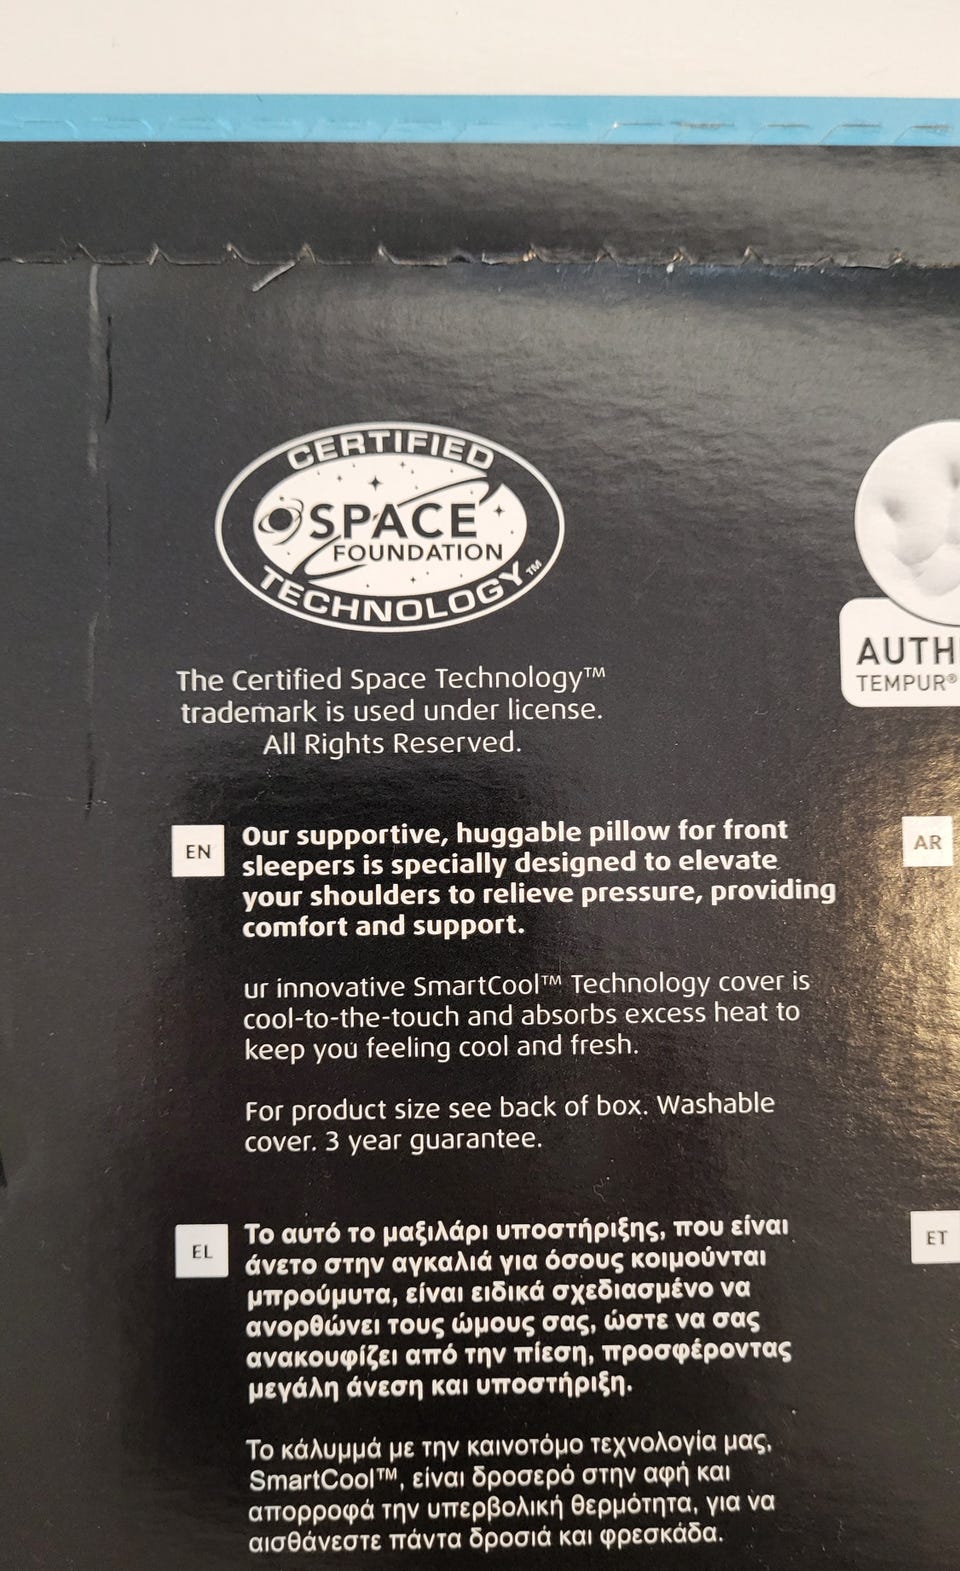 CERTIFIED
SPACE
FOUNDATION
TECHNOLOGY™
The Certified Space Technology™
trademark is used under license.
All Rights Reserved.
AUTH
TEMPUR®
EN
Our supportive, huggable pillow for front
sleepers is specially designed to elevate
your shoulders to relieve pressure, providing
comfort and support.
ur innovative SmartCool™ Technology cover is
cool-to-the-touch and absorbs excess heat to
keep you feeling cool and fresh.
For product size see back of box. Washable
cover. 3 year guarantee.
AR
EL
Το αυτό το μαξιλάρι υποστήριξης, που είναι
άνετο στην αγκαλιά για όσους κοιμούνται
μπρούμυτα, είναι ειδικά σχεδιασμένο να
ανορθώνει τους ώμους σας, ώστε να σας
ανακουφίζει από την πίεση, προσφέροντας
μεγάλη άνεση και υποστήριξη.
Το κάλυμμά με την καινοτόμο τεχνολογία μας,
SmartCool™, είναι δροσερό στην αφή και
απορροφά την υπερβολική θερμότητα, για να
αισθάνεστε πάντα δροσιά και φρεσκάδα.
ET